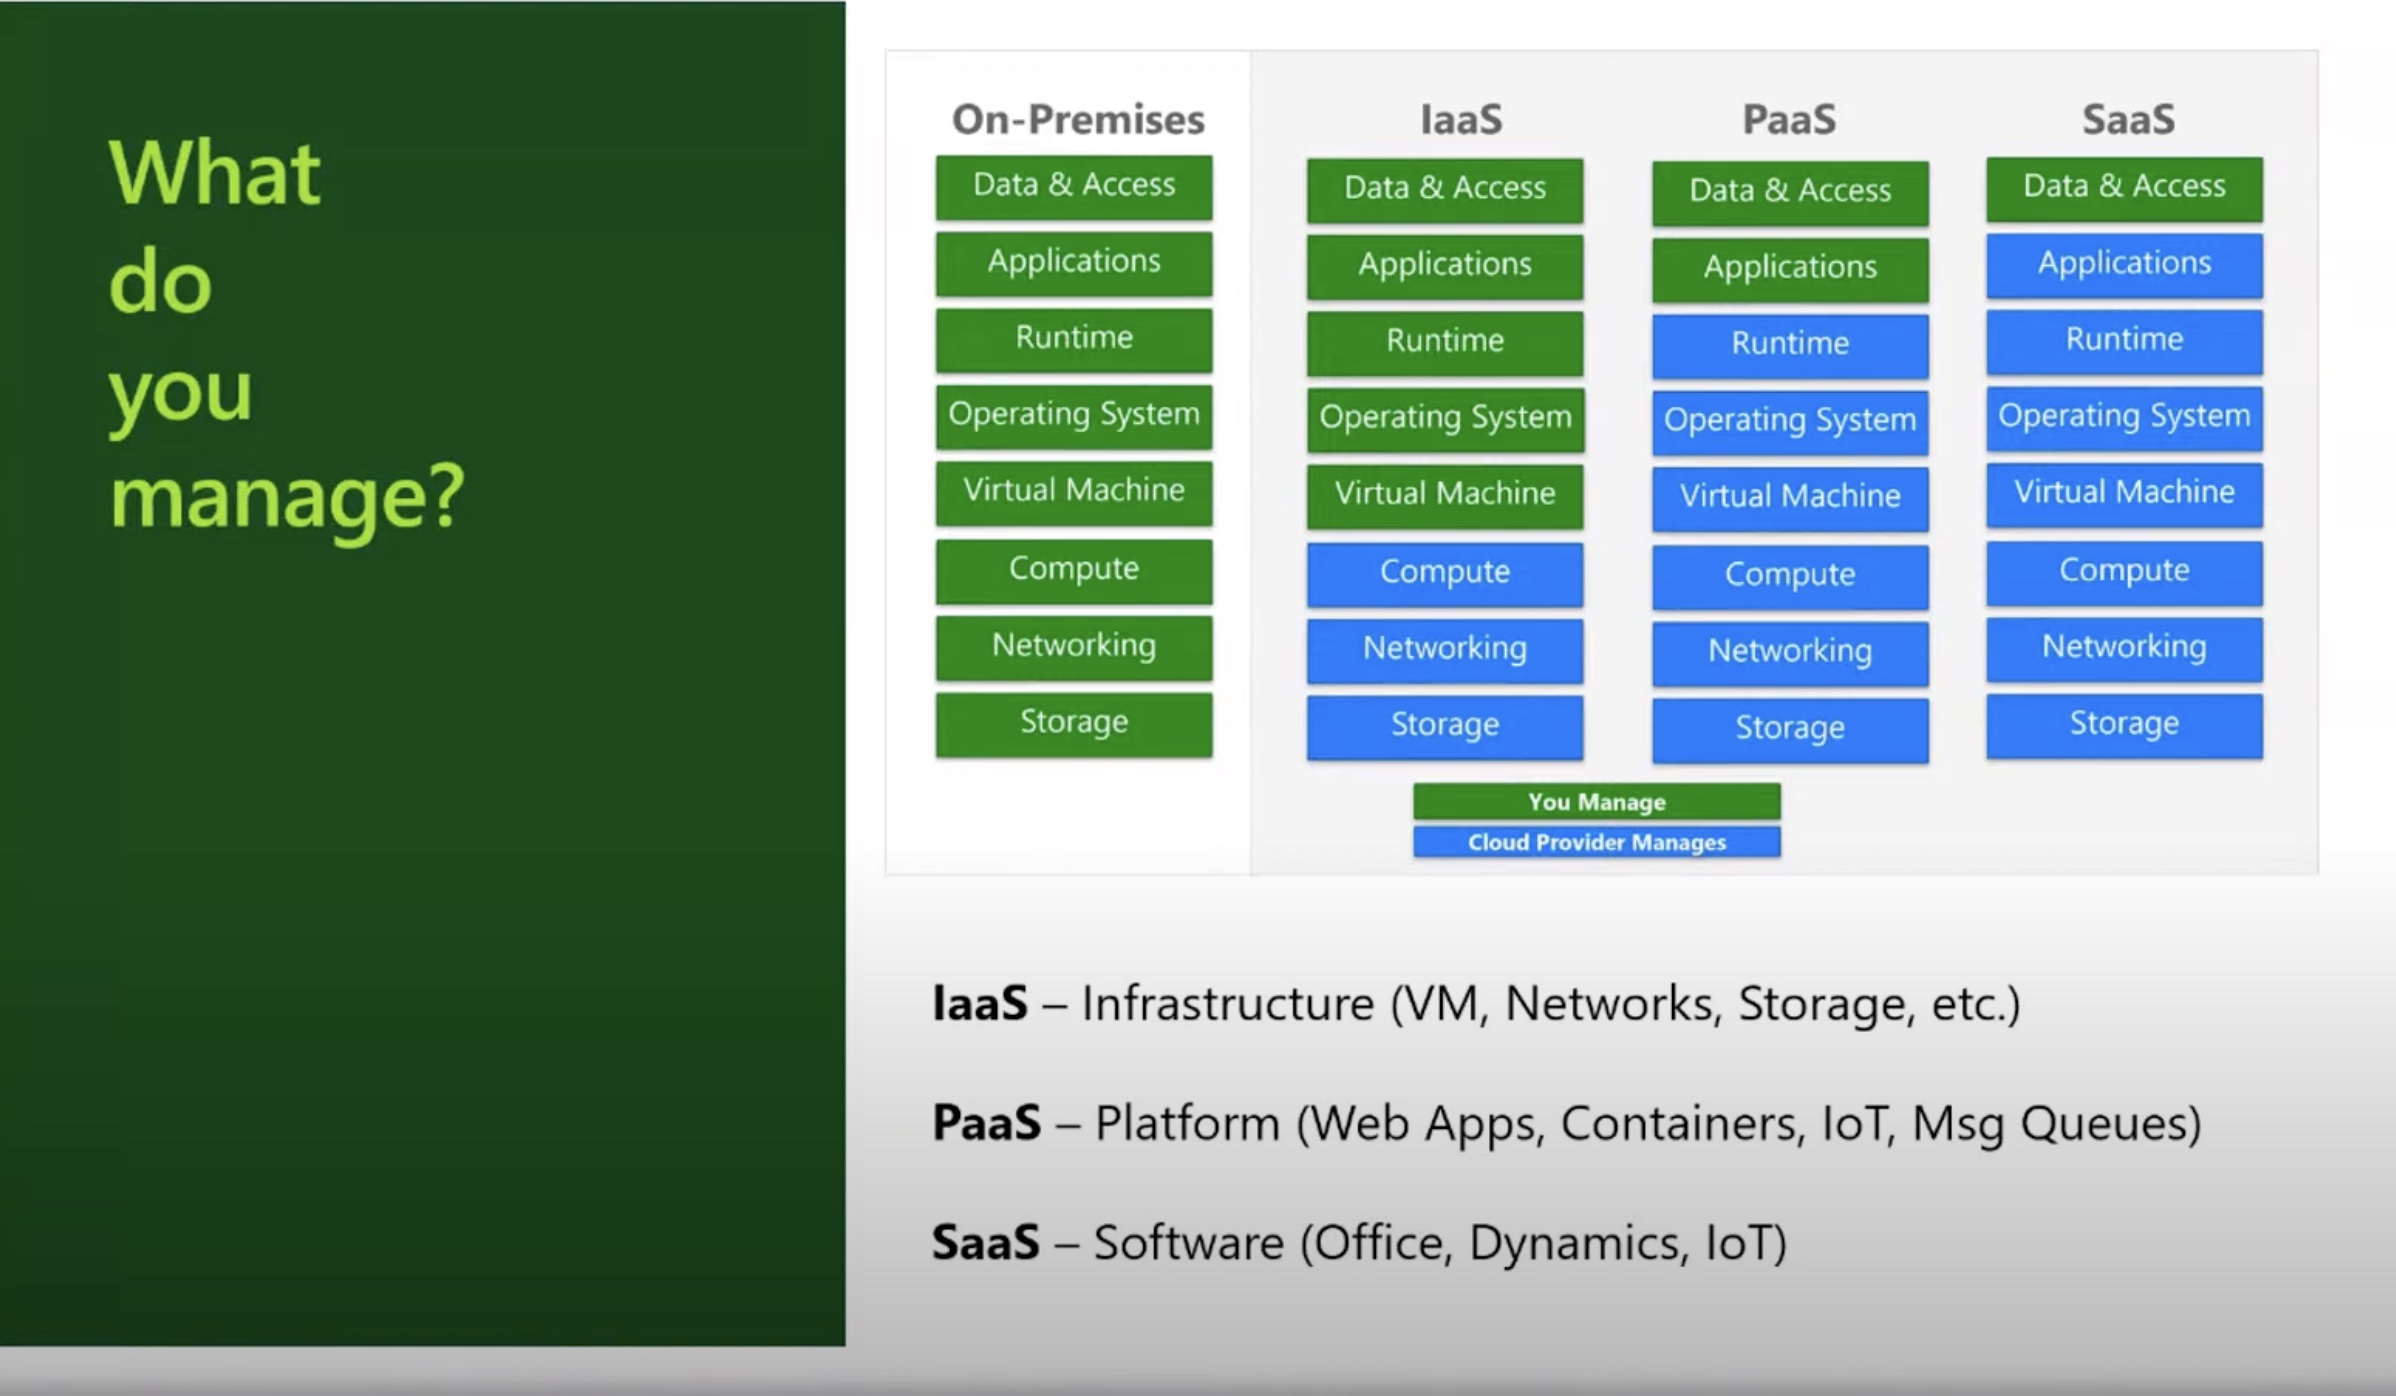 What
do
you
manage?
On-Premises
Data & Access
Applications
Runtime
Operating System
Virtual Machine
Compute
Networking
Storage
IaaS
Data & Access
Applications
Runtime
Operating System
Virtual Machine
Compute
Networking
Storage
PaaS
Data & Access
Applications
Runtime
Operating System
Virtual Machine
Compute
Networking
Storage
SaaS
Data & Access
Applications
Runtime
Operating System
Virtual Machine
Compute
Networking
Storage
You Manage
Cloud Provider Manages
IaaS – Infrastructure (VM, Networks, Storage, etc.)
PaaS – Platform (Web Apps, Containers, IoT, Msg Queues)
SaaS – Software (Office, Dynamics, IoT)